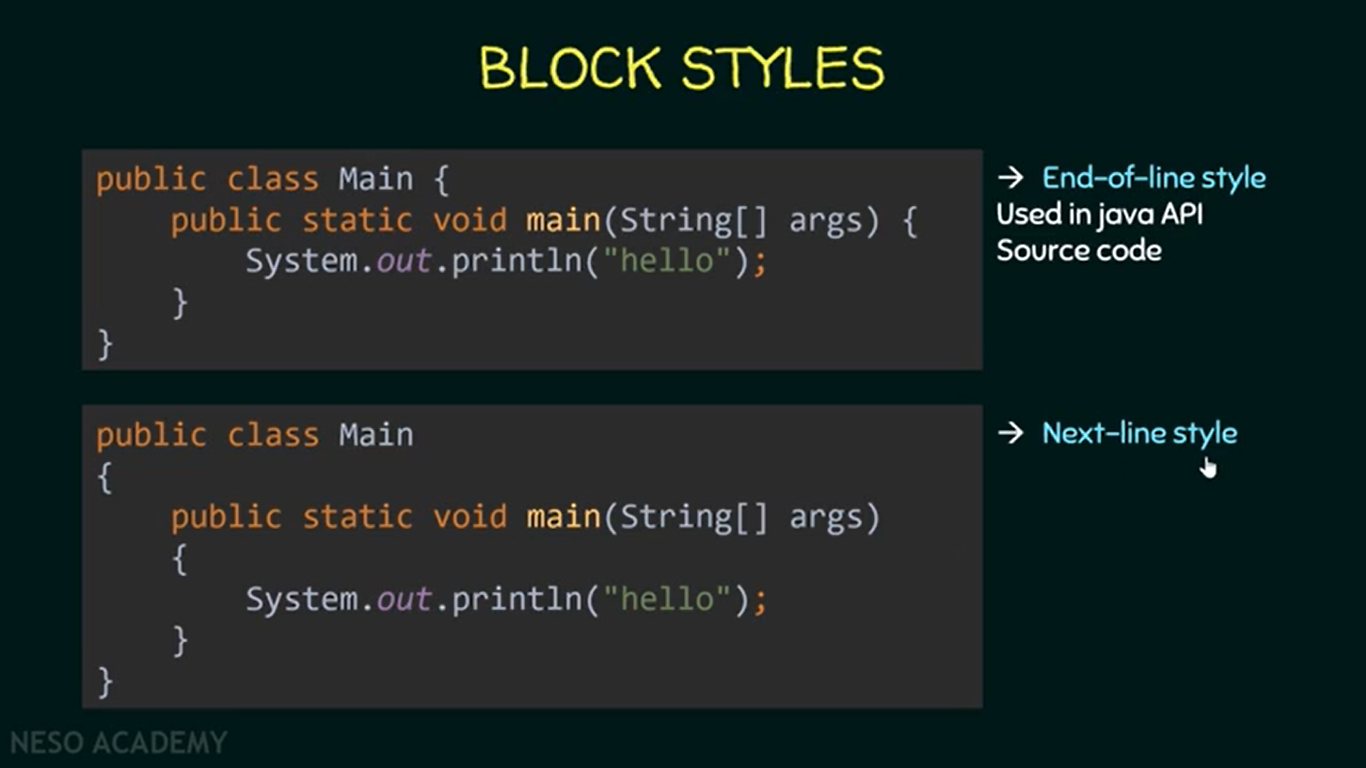 BLOCK STYLES
public class Main {
    public static void main(String[] args) {
        System.out.println("hello");
    }
}
→ End-of-line style
Used in java API
Source code
public class Main
{
    public static void main(String[] args)
    {
        System.out.println("hello");
    }
}
→ Next-line style
NESO ACADEMY